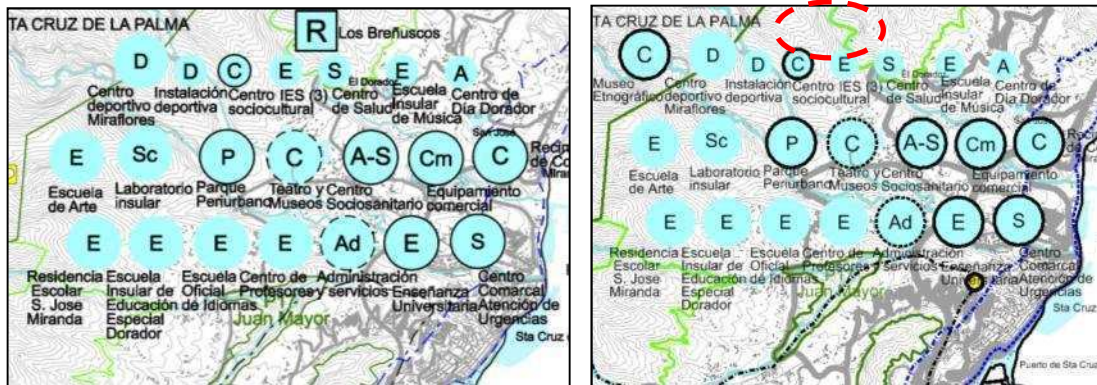 TA CRUZ DE LA PALMA
R
Los Breñuscos
D
D
C
E
S
E
A
El Dorador
Centro
deportivo
Miraflores
Instalación
deportiva
Centro
sociocultural
IES (3)
Centro
de Salud
Escuela
Insular
de Música
Centro de
Día Dorador
San José
E
Sc
P
C
A-S
Cm
C
Escuela
de Arte
Laboratorio
insular
Parque
Periurbano
Teatro y
Museos
Centro
Sociosanitario
Equipamiento
comercial
E
E
E
E
Ad
E
S
Residencia
Escolar
S. Jose
Miranda
Escuela
Insular de
Educación
Especial
Dorador
Escuela
Oficial
de Idiomas
Centro de
Profesores
Administración
y servicios
Enseñanza
Universitaria
Centro
Comarcal
Atención de
Urgencias
Juan Mayor
Sta Cruz
TA CRUZ DE LA PALMA
C
D
D
C
E
S
E
A
El Dorador
Museo
Etnográfico
Centro
deportivo
Miraflores
Instalación
deportiva
Centro
sociocultural
IES (3)
Centro
de Salud
Escuela
Insular
de Música
Centro de
Día Dorador
E
Sc
P
C
A-S
Cm
C
Escuela
de Arte
Laboratorio
insular
Parque
Periurbano
Teatro y
Museos
Centro
Sociosanitario
Equipamiento
comercial
E
E
E
E
Ad
E
S
Residencia
Escolar
S. Jose
Miranda
Escuela
Insular de
Educación
Especial
Dorador
Escuela
Oficial
de Idiomas
Centro de
Profesores
Administración
y servicios
Enseñanza
Universitaria
Centro
Comarcal
Atención de
Urgencias
Juan Mayor
Puerto de Sta Cruz